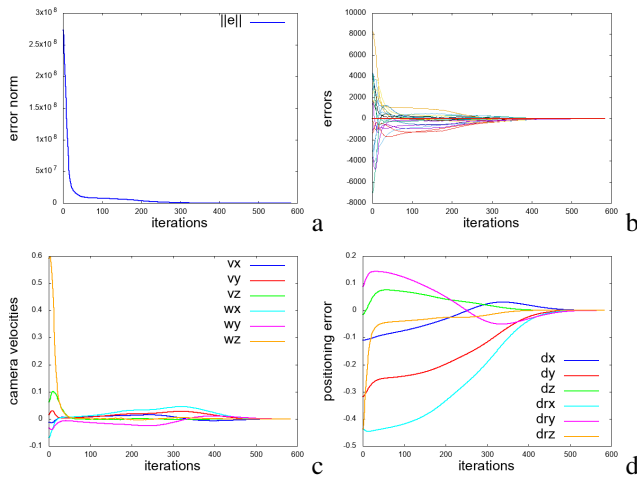 3x10^8
2.5x10^8
2x10^8
1.5x10^8
1x10^8
5x10^7
0
error norm
||e||
0 100 200 300 400 500 600
iterations
a
10000
8000
6000
4000
2000
0
-2000
-4000
-6000
-8000
errors
0 100 200 300 400 500 600
iterations
b
0.6
0.5
0.4
0.3
0.2
0.1
0
-0.1
camera velocities
vx
vy
vz
wx
wy
wz
0 100 200 300 400 500 600
iterations
c
0.2
0.1
0
-0.1
-0.2
-0.3
-0.4
-0.5
positioning error
dx
dy
dz
drx
dry
drz
0 100 200 300 400 500 600
iterations
d